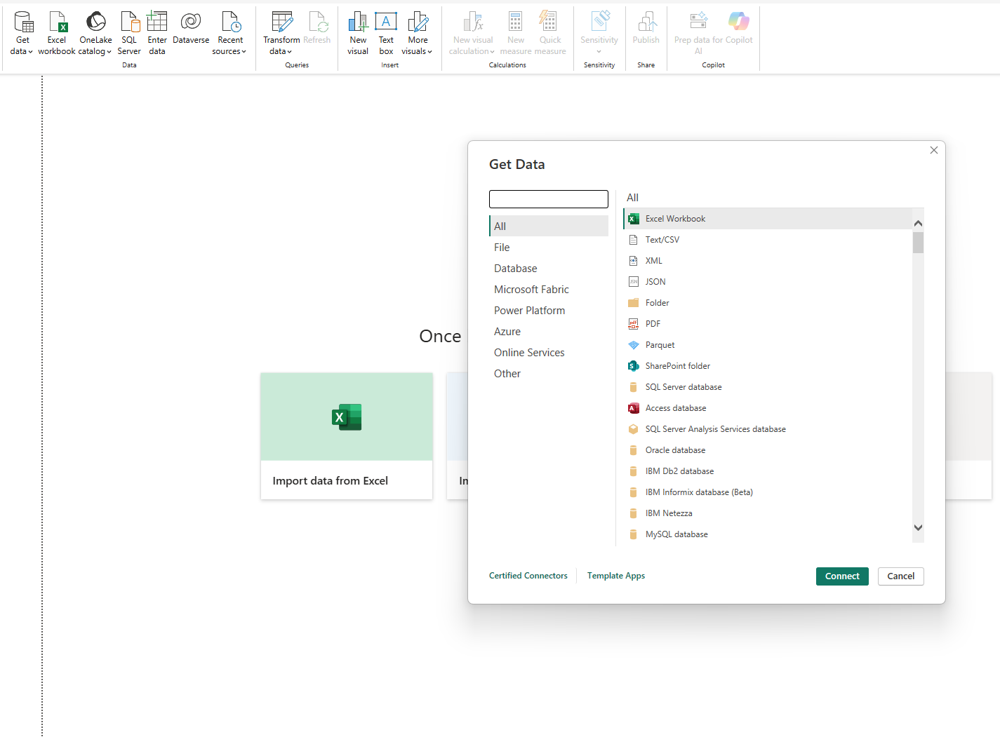 Get data
Excel workbook
OneLake catalog
SQL Server
Enter data
Dataverse
Recent sources
Data
Transform data
Refresh
Queries
New visual
Text box
More visuals
Insert
New visual calculation
New measure
Quick measure
Calculations
Sensitivity
Sensitivity
Publish
Share
Prep data for AI
Copilot
Copilot
Once
Import data from Excel
Get Data
All
File
Database
Microsoft Fabric
Power Platform
Azure
Online Services
Other
All
Excel Workbook
Text/CSV
XML
JSON
Folder
PDF
Parquet
SharePoint folder
SQL Server database
Access database
SQL Server Analysis Services database
Oracle database
IBM Db2 database
IBM Informix database (Beta)
IBM Netezza
MySQL database
Certified Connectors
Template Apps
Connect
Cancel